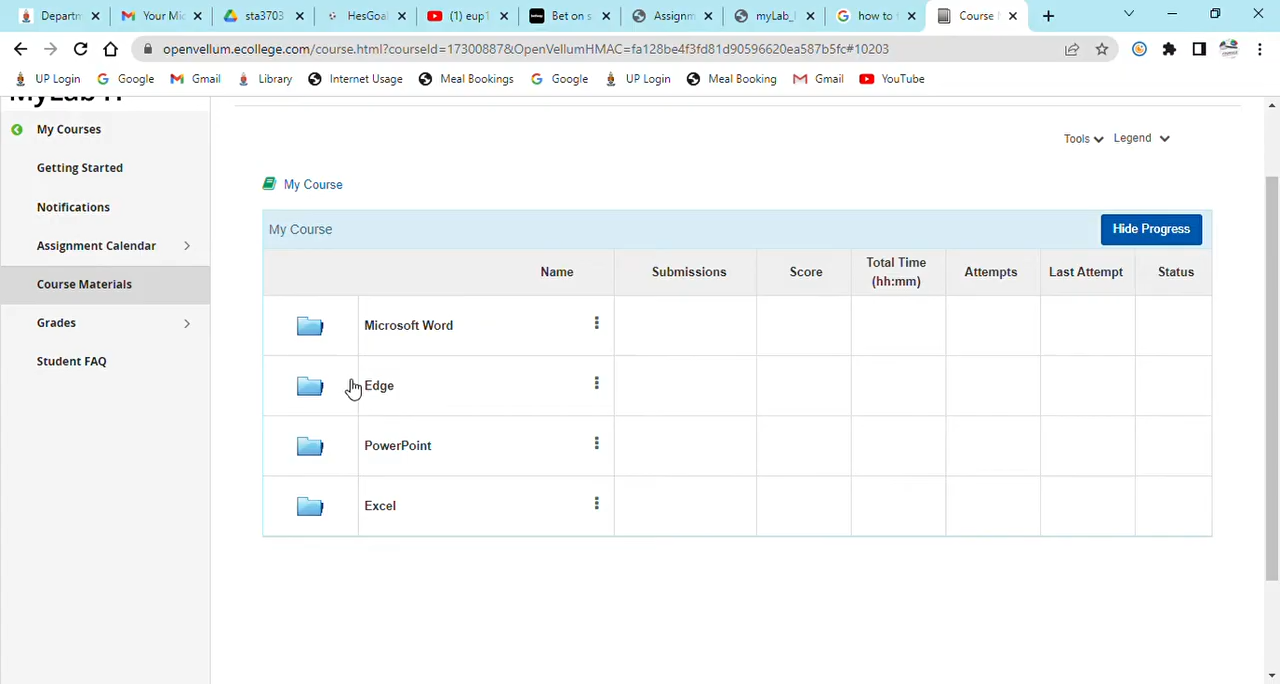 Departm
Your Mic
sta3703
HesGoal
(1) eup1
Bet on s
Assignm
myLab_I
how to
Course
openvellum.ecollege.com/course.html?courseId=17300887&OpenVellumHMAC=fa128be4f3fd81d90596620ea587b5fc#10203
UP Login
Google
Gmail
Library
Internet Usage
Meal Bookings
Google
UP Login
Meal Booking
Gmail
YouTube
MyLab IT
My Courses
Getting Started
Notifications
Assignment Calendar
Course Materials
Grades
Student FAQ
Tools
Legend
My Course
My Course
Hide Progress
Name
Submissions
Score
Total Time
(hh:mm)
Attempts
Last Attempt
Status
Microsoft Word
Edge
PowerPoint
Excel